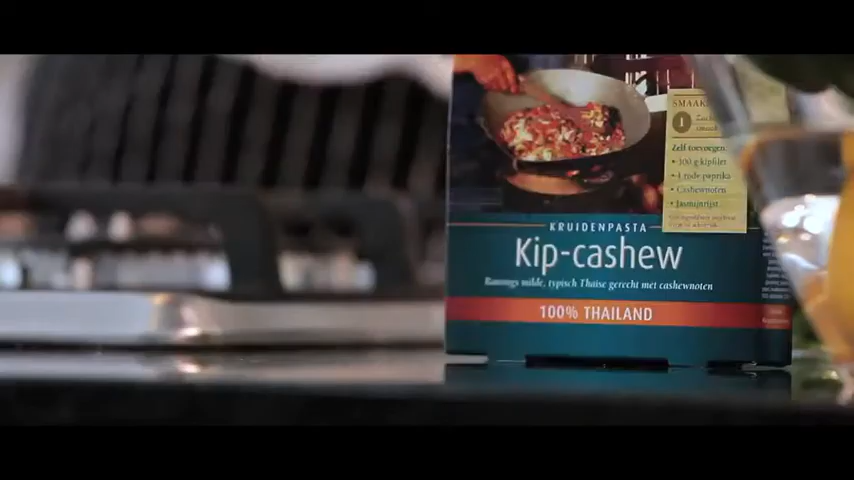 SMAAK
1
Zelf toevoegen
• 300 g kipfilet
• 1 rode paprika
• Cashewnoten
• Jasmijnrijst
KRUIDENPASTA
Kip-cashew
milde, typisch Thaise gerecht met cashewnoten
100% THAILAND